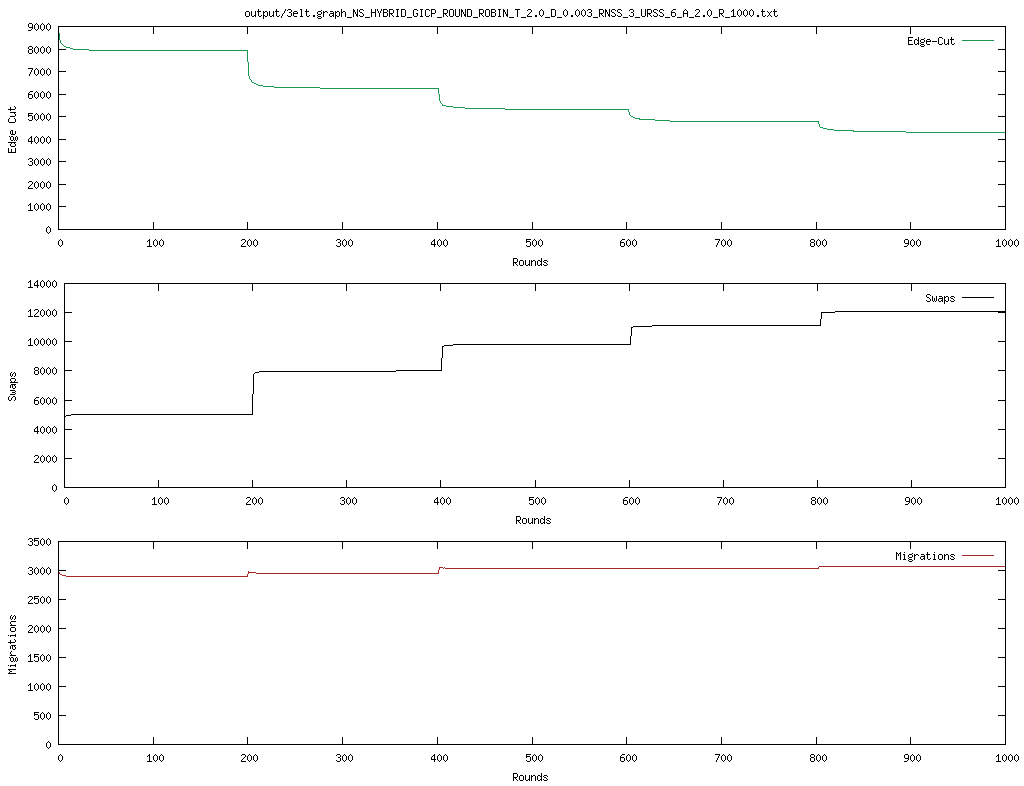 output/3elt.graph_NS_HYBRID_GICP_ROUND_ROBIN_T_2.0_D_0.003_RNSS_3_URSS_6_A_2.0_R_1000.txt
9000
8000
7000
6000
5000
4000
3000
2000
1000
0
Edge Cut
Edge-Cut
0 100 200 300 400 500 600 700 800 900 1000
Rounds
14000
12000
10000
8000
6000
4000
2000
0
Swaps
Swaps
0 100 200 300 400 500 600 700 800 900 1000
Rounds
3500
3000
2500
2000
1500
1000
500
0
Migrations
Migrations
0 100 200 300 400 500 600 700 800 900 1000
Rounds